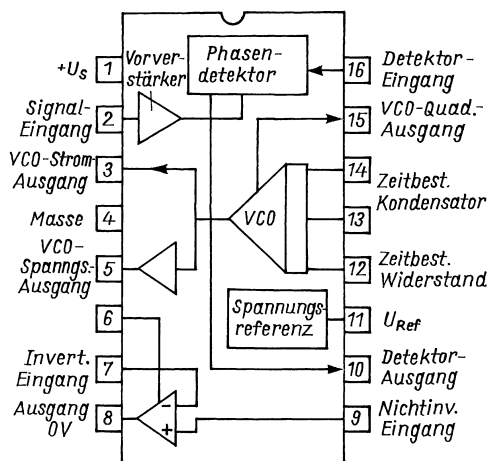 +Us
1
Signal-
Eingang
2
VCO-Strom
Ausgang
3
Masse
4
VCO-
Spanngs-
Ausgang
5
6
Invert.
Eingang
7
Ausgang
OV
8
Vorver-
stärker
Phasen-
detektor
VCO
Spannungs-
referenz
-
+
16
Detektor-
Eingang
15
VCO-Quad.-
Ausgang
14
Zeitbest.
Kondensator
13
12
Zeitbest.
Widerstand
11
URef
10
Detektor-
Ausgang
9
Nichtinv.
Eingang